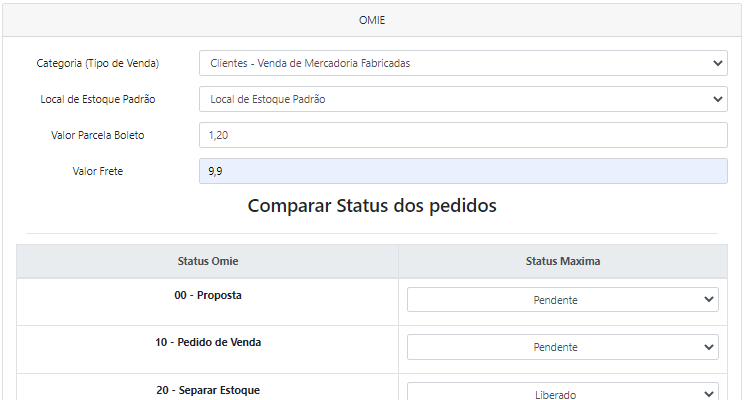 OMIE
Categoria (Tipo de Venda) Clientes - Venda de Mercadoria Fabricadas
Local de Estoque Padrão Local de Estoque Padrão
Valor Parcela Boleto 1,20
Valor Frete 9,9
Comparar Status dos pedidos
Status Omie Status Maxima
00 - Proposta Pendente
10 - Pedido de Venda Pendente
20 - Separar Estoque Liberado